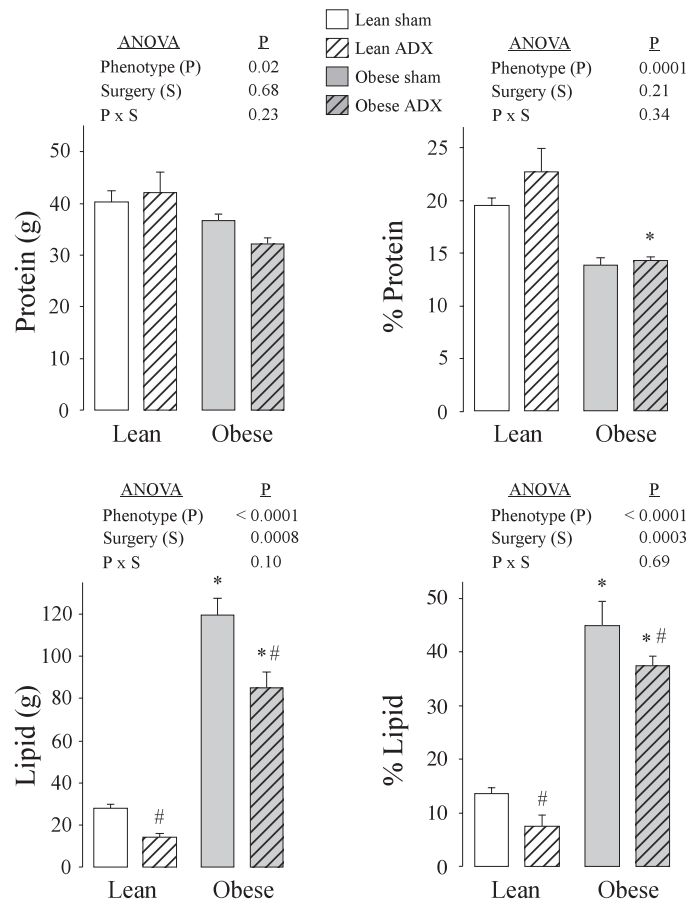 Lean sham
Lean ADX
Obese sham
Obese ADX
ANOVA P
Phenotype (P) 0.02
Surgery (S) 0.68
P x S 0.23
50
40
30
20
10
0
Protein (g)
Lean Obese
ANOVA P
Phenotype (P) 0.0001
Surgery (S) 0.21
P x S 0.34
25
20
15
10
5
0
% Protein
*
Lean Obese
ANOVA P
Phenotype (P) < 0.0001
Surgery (S) 0.0008
P x S 0.10
120
100
80
60
40
20
0
Lipid (g)
#
*
* #
Lean Obese
ANOVA P
Phenotype (P) < 0.0001
Surgery (S) 0.0003
P x S 0.69
50
40
30
20
10
0
% Lipid
#
*
* #
Lean Obese